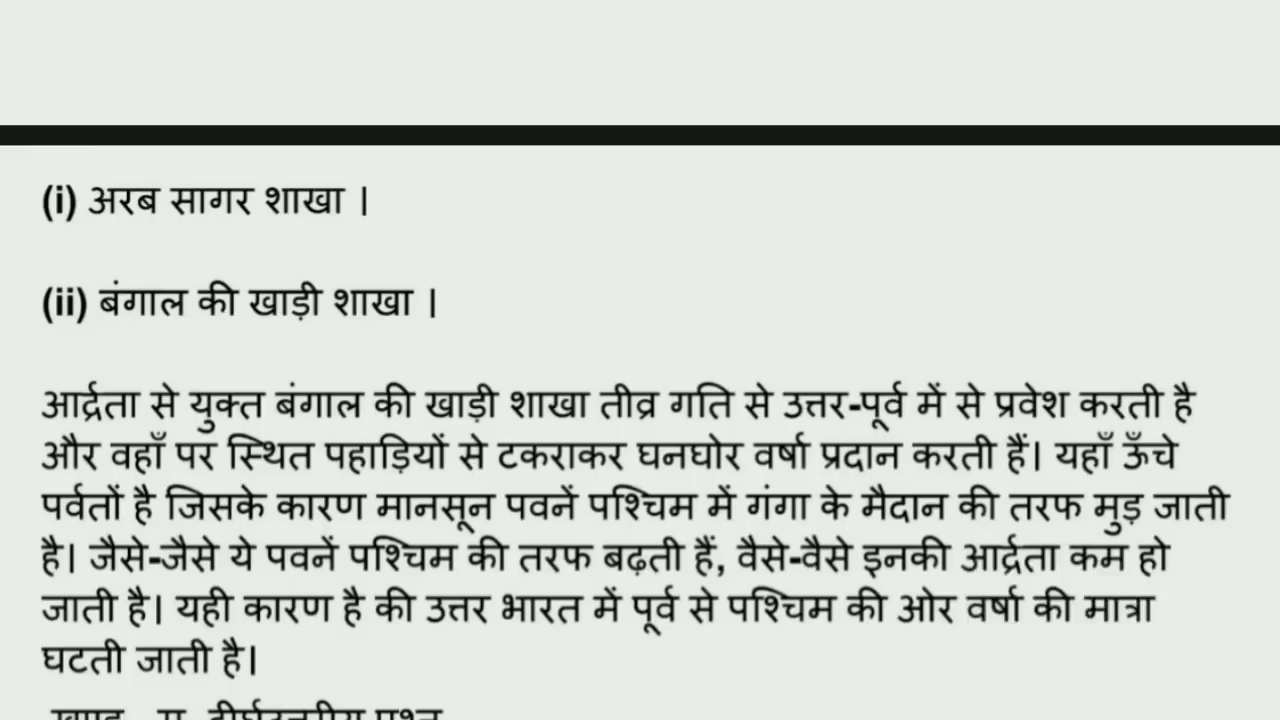 (i) अरब सागर शाखा ।
(ii) बंगाल की खाड़ी शाखा ।
आर्द्रता से युक्त बंगाल की खाड़ी शाखा तीव्र गति से उत्तर-पूर्व में से प्रवेश करती है
और वहाँ पर स्थित पहाड़ियों से टकराकर घनघोर वर्षा प्रदान करती हैं। यहाँ ऊँचे
पर्वतों है जिसके कारण मानसून पवनें पश्चिम में गंगा के मैदान की तरफ मुड़ जाती
है। जैसे-जैसे ये पवनें पश्चिम की तरफ बढ़ती हैं, वैसे-वैसे इनकी आर्द्रता कम हो
जाती है। यही कारण है की उत्तर भारत में पूर्व से पश्चिम की ओर वर्षा की मात्रा
घटती जाती है।